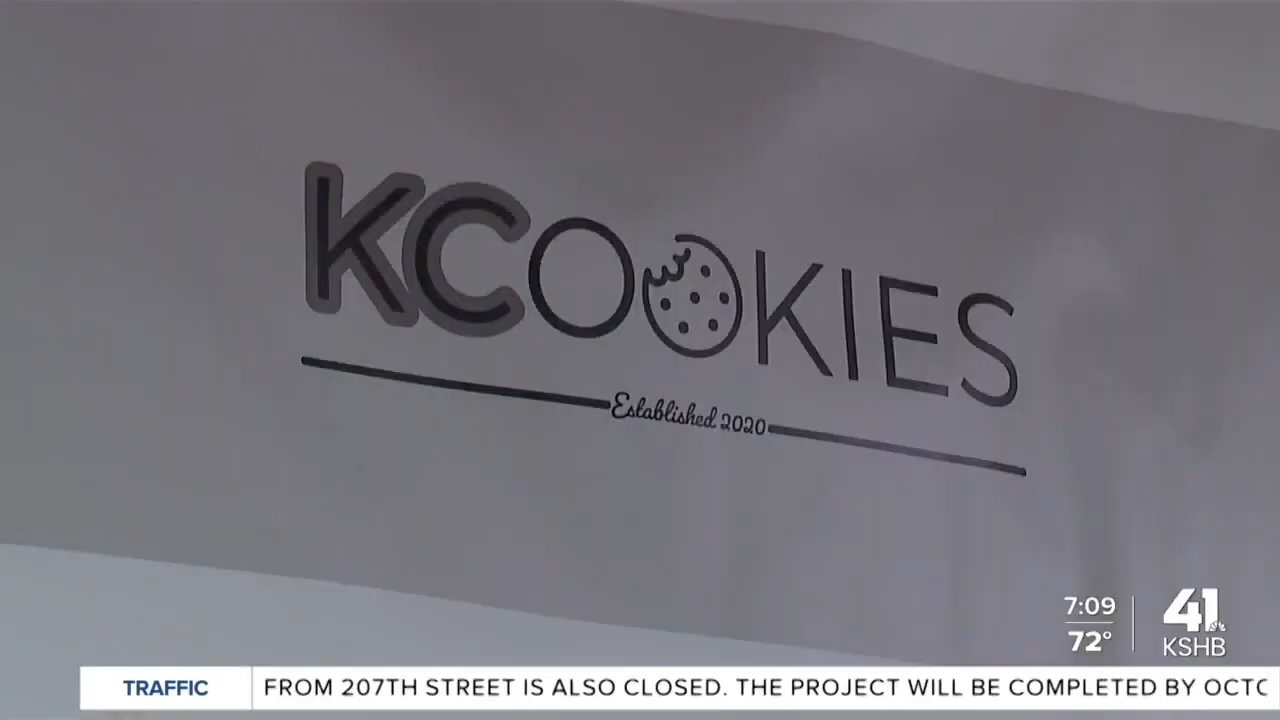 KCOOKIES
Established 2020
7:09
72°
41
KSHB
TRAFFIC
FROM 207TH STREET IS ALSO CLOSED. THE PROJECT WILL BE COMPLETED BY